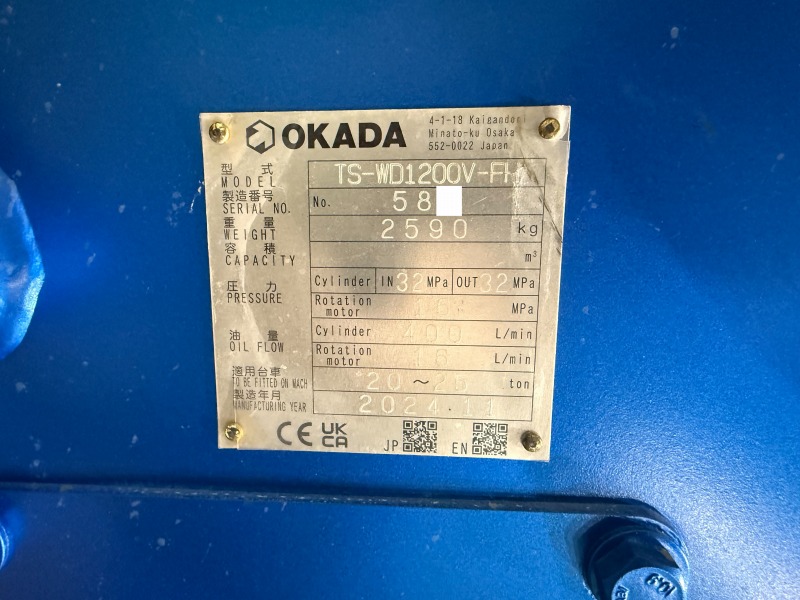 OKADA
4-1-18 Kaigandori
Minato-ku Osaka
552-0022 Japan
型式 TS-WD1200V-FH
MODEL
製造番号 No. 58
SERIAL NO.
重量 2590 kg
WEIGHT
容積 m³
CAPACITY
圧力 Cylinder IN 32 MPa OUT 32 MPa
PRESSURE Rotation motor MPa
油量 Cylinder 400 L/min
OIL FLOW Rotation motor L/min
適用台車 ton
TO BE FITTED ON MACH
製造年月 2024.11
MANUFACTURING YEAR
CE UKCA JP EN
10.9